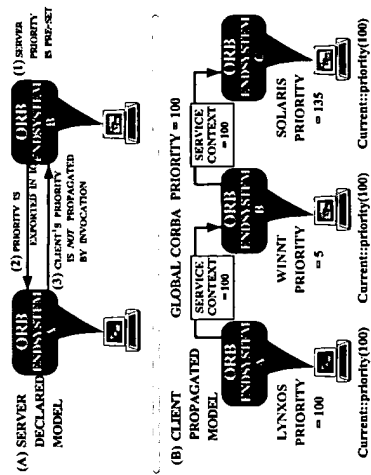 (A) SERVER
DECLARED
MODEL
ORB
ENDSYSTEM
A
(2) PRIORITY IS
EXPORTED IN
(3) CLIENT'S PRIORITY
IS NOT PROPAGATED
BY INVOCATION
ORB
ENDSYSTEM
B
(1) SERVER
PRIORITY
IS PRE-SET
(B) CLIENT
PROPAGATED
MODEL
GLOBAL CORBA PRIORITY = 100
SERVICE
CONTEXT
= 100
SERVICE
CONTEXT
= 100
ORB
ENDSYSTEM
A
ORB
ENDSYSTEM
B
ORB
ENDSYSTEM
C
LYNXOS
PRIORITY
= 100
WINNT
PRIORITY
= 5
SOLARIS
PRIORITY
= 135
Current::priority(100)
Current::priority(100)
Current::priority(100)